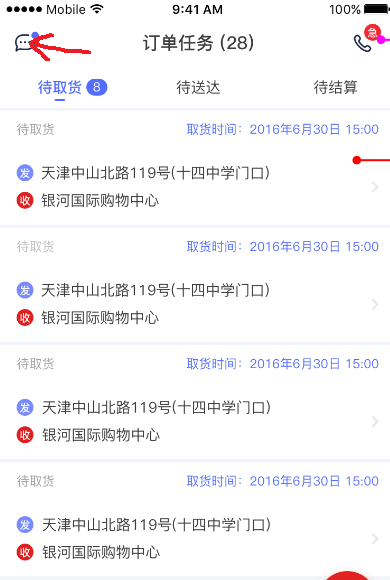 Mobile 9:41 AM 100%
订单任务 (28) 急
待取货 8 待送达 待结算
待取货 取货时间：2016年6月30日 15:00
发 天津中山北路119号(十四中学门口)
收 银河国际购物中心
待取货 取货时间：2016年6月30日 15:00
发 天津中山北路119号(十四中学门口)
收 银河国际购物中心
待取货 取货时间：2016年6月30日 15:00
发 天津中山北路119号(十四中学门口)
收 银河国际购物中心
待取货 取货时间：2016年6月30日 15:00
发 天津中山北路119号(十四中学门口)
收 银河国际购物中心